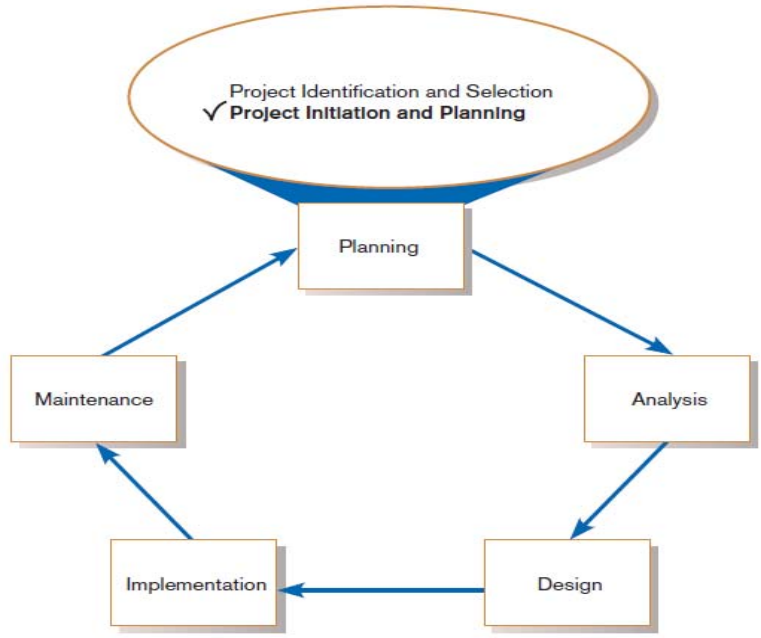 Project Identification and Selection
✓ Project Initiation and Planning
Planning
Maintenance
Analysis
Implementation
Design